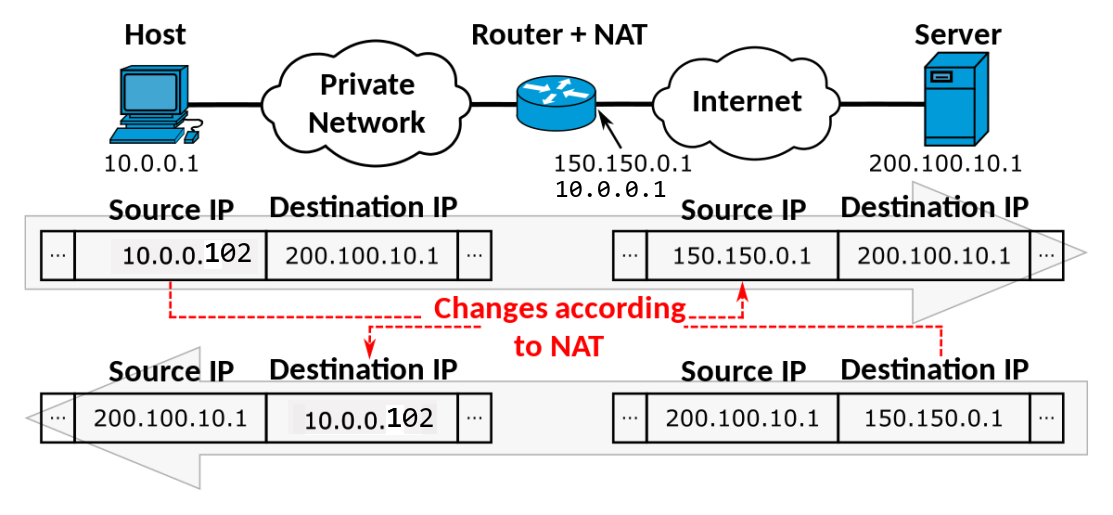 Host
Router + NAT
Server
Private
Network
Internet
10.0.0.1
150.150.0.1
10.0.0.1
200.100.10.1
Source IP Destination IP
Source IP Destination IP
... 10.0.0.102 200.100.10.1 ...
... 150.150.0.1 200.100.10.1 ...
Changes according
to NAT
Source IP Destination IP
Source IP Destination IP
... 200.100.10.1 10.0.0.102 ...
... 200.100.10.1 150.150.0.1 ...